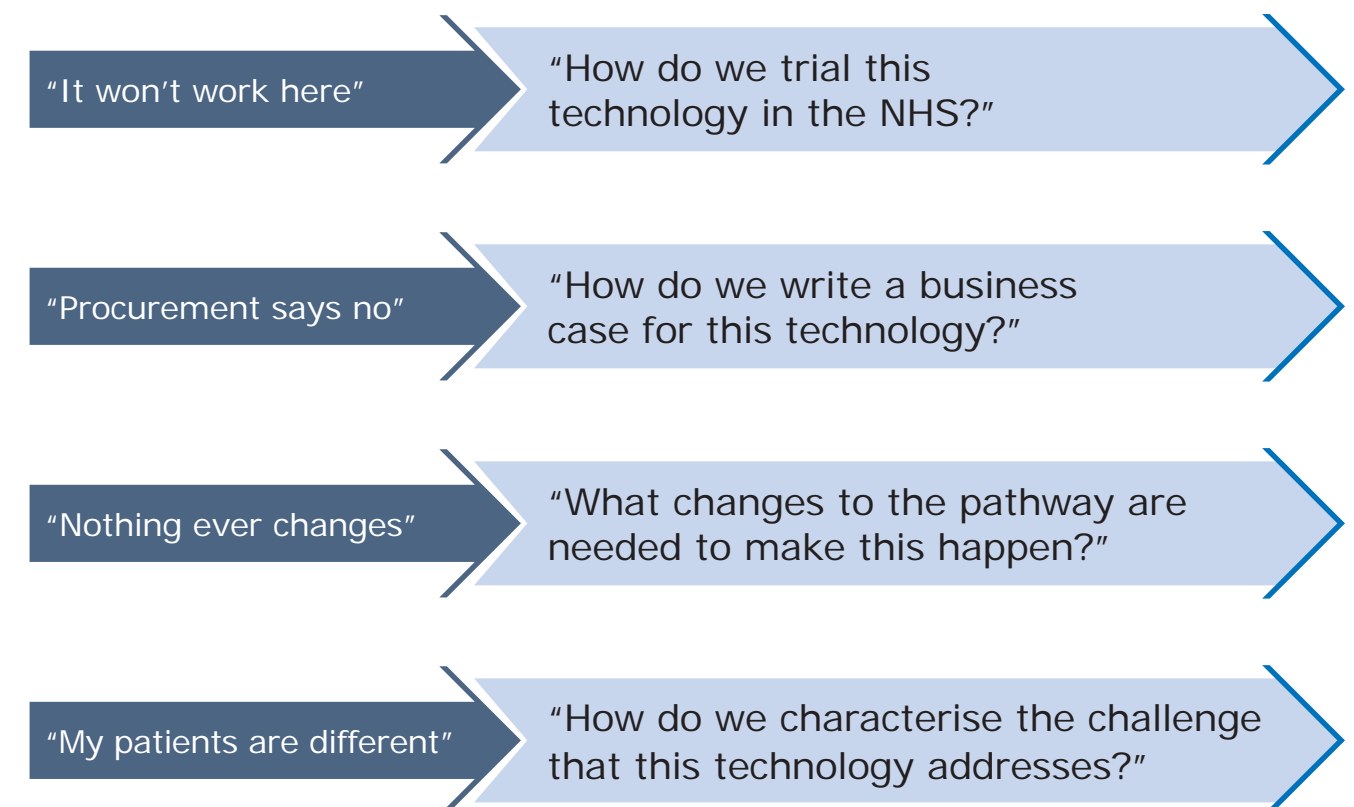 “It won't work here”
“How do we trial this
technology in the NHS?”
“Procurement says no”
“How do we write a business
case for this technology?”
“Nothing ever changes”
“What changes to the pathway are
needed to make this happen?”
“My patients are different”
“How do we characterise the challenge
that this technology addresses?”